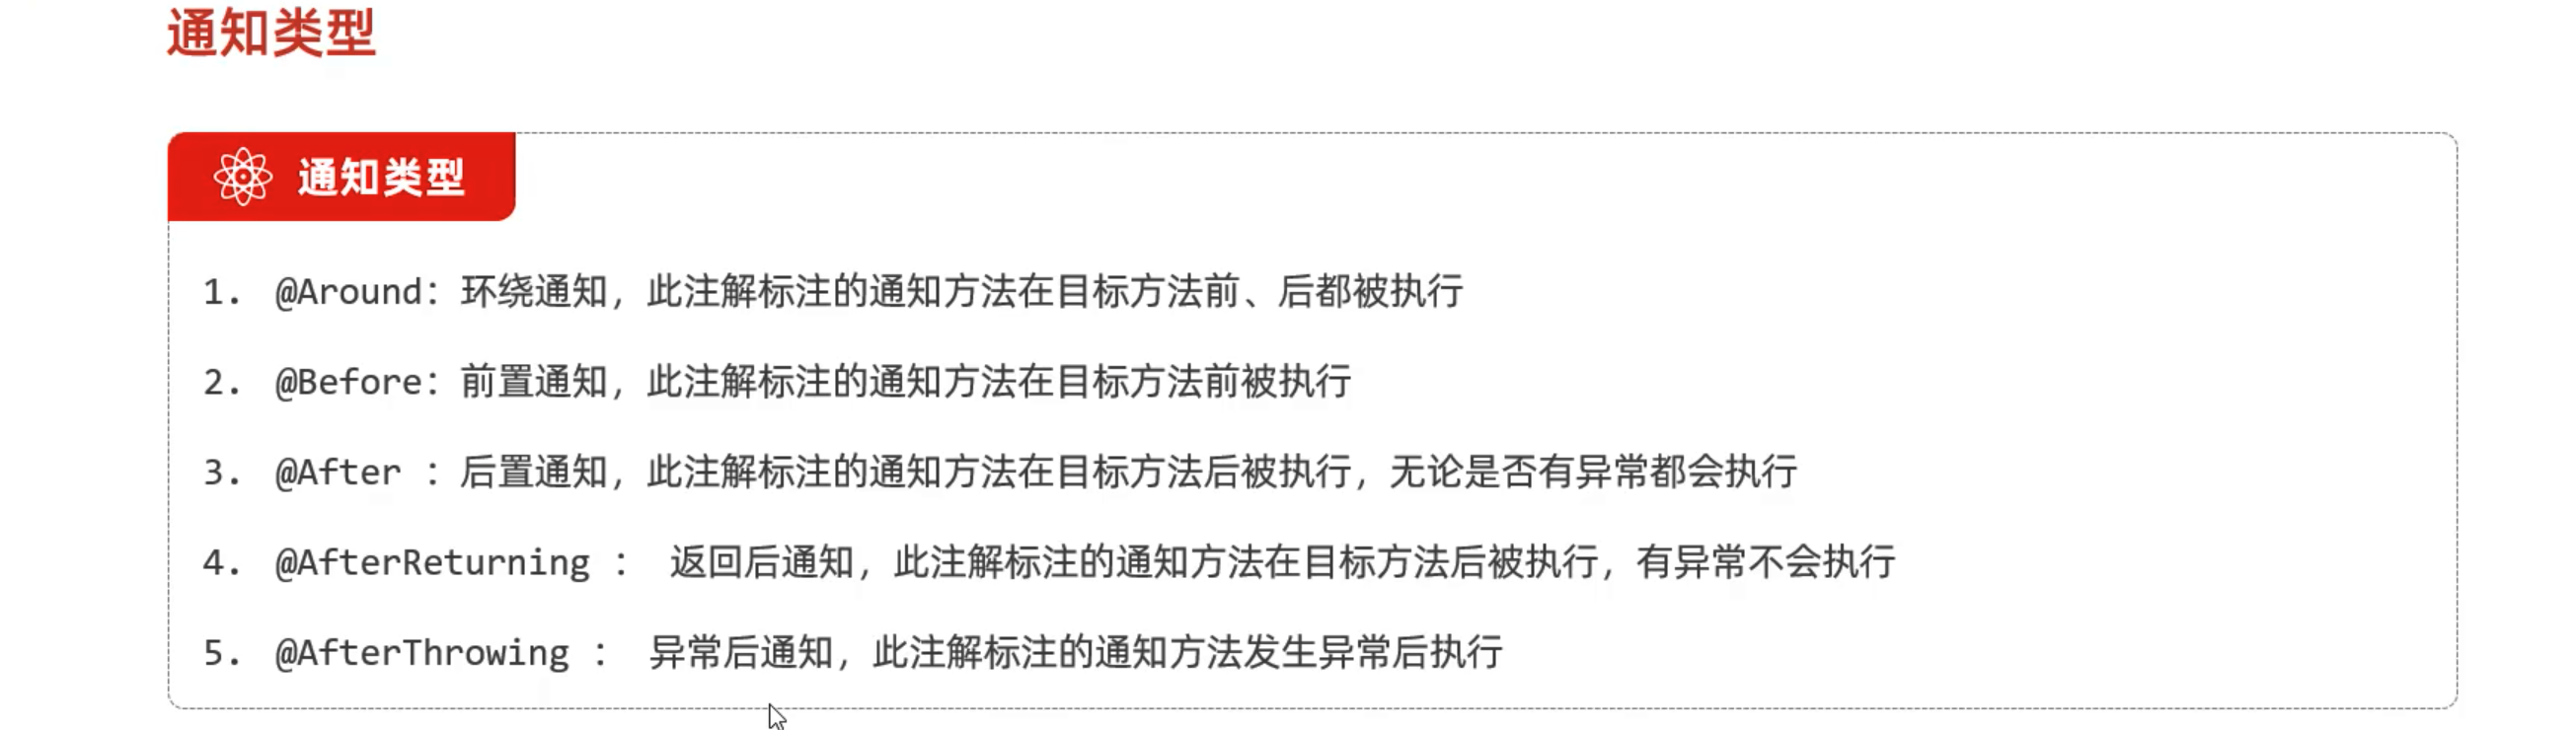 通知类型
通知类型
1. @Around：环绕通知，此注解标注的通知方法在目标方法前、后都被执行
2. @Before：前置通知，此注解标注的通知方法在目标方法前被执行
3. @After ：后置通知，此注解标注的通知方法在目标方法后被执行，无论是否有异常都会执行
4. @AfterReturning ： 返回后通知，此注解标注的通知方法在目标方法后被执行，有异常不会执行
5. @AfterThrowing ： 异常后通知，此注解标注的通知方法发生异常后执行